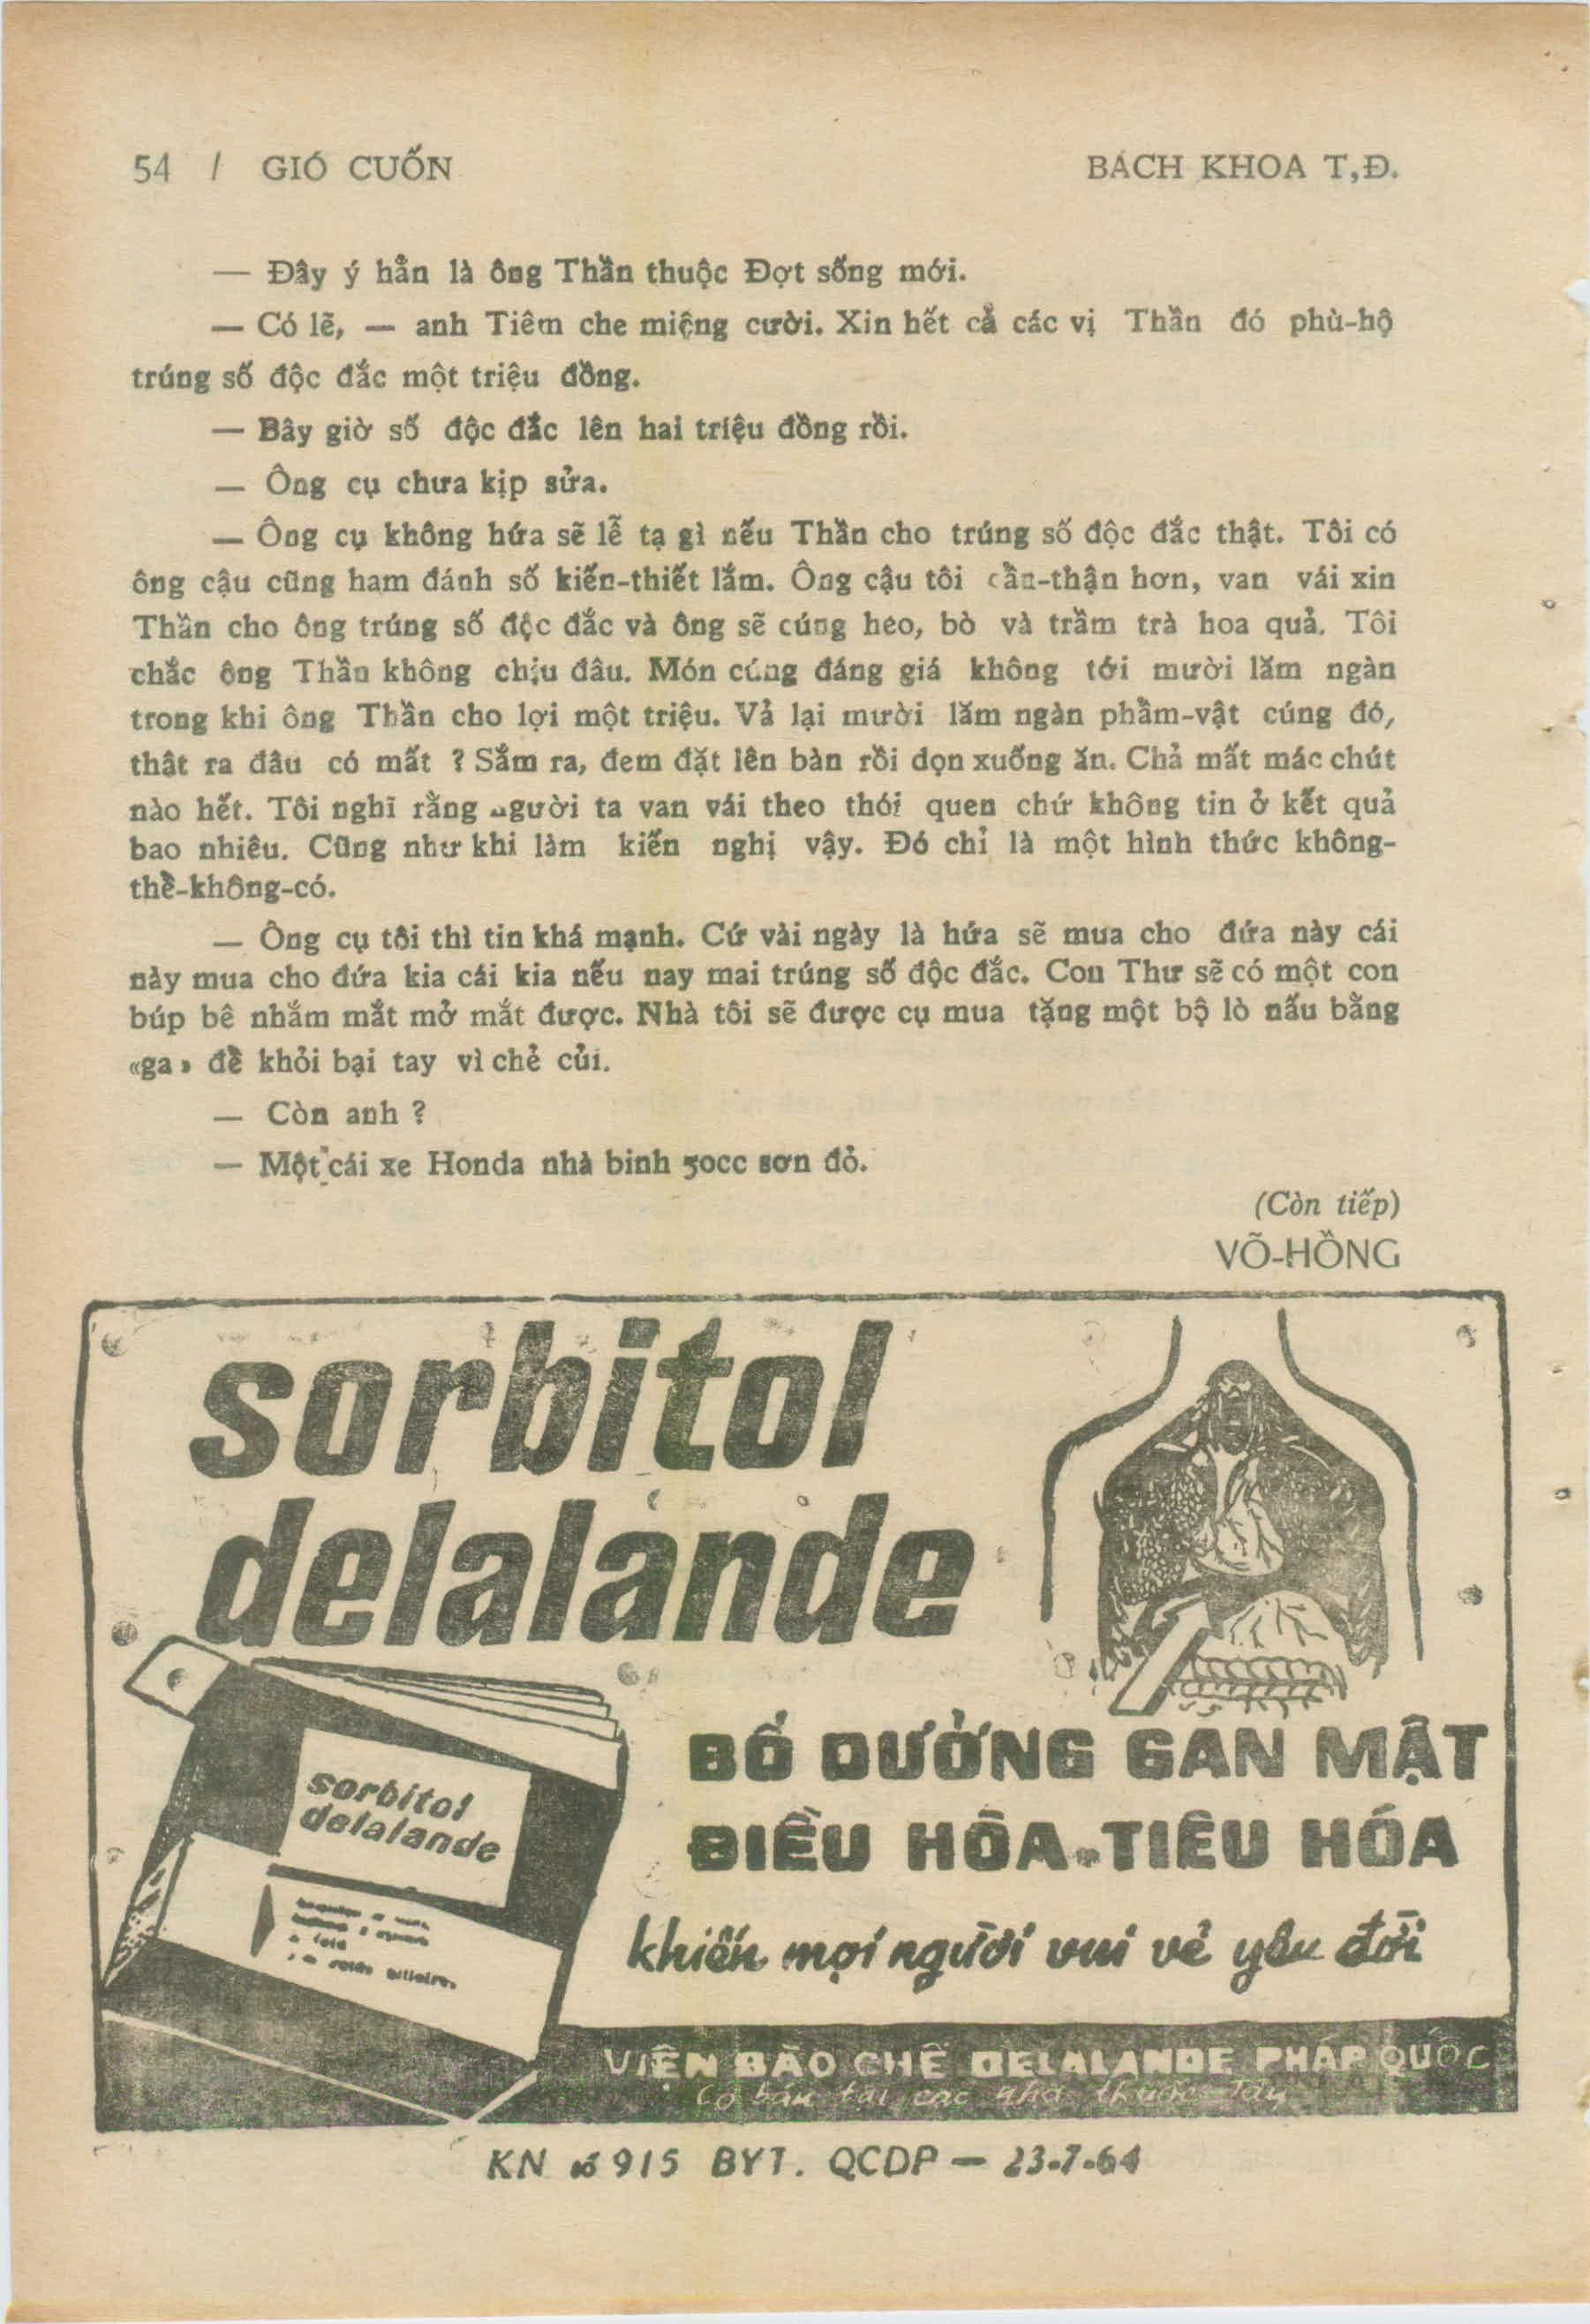 54 / GIÓ CUỐN
BÁCH KHOA T,Đ.
— Đây ý hẳn là ông Thần thuộc Đợt sống mới.
— Có lẽ, — anh Tiêm che miệng cười. Xin hết cả các vị Thần đó phù-hộ
trúng số độc đắc một triệu đồng.
— Bây giờ số độc đắc lên hai triệu đồng rồi.
— Ông cụ chưa kịp sửa.
— Ông cụ không hứa sẽ lễ tạ gì nếu Thần cho trúng số độc đắc thật. Tôi có
ông cậu cũng ham đánh số kiến-thiết lắm. Ông cậu tôi cẩn-thận hơn, van vái xin
Thần cho ông trúng số độc đắc và ông sẽ cúng heo, bò và trầm trà hoa quả. Tôi
chắc ông Thần không chịu đâu. Món cúng đáng giá không tới mười lăm ngàn
trong khi ông Thần cho lợi một triệu. Vả lại mười lăm ngàn phẩm-vật cúng đó,
thật ra đâu có mất ? Sắm ra, đem đặt lên bàn rồi dọn xuống ăn. Chả mất mác chút
nào hết. Tôi nghĩ rằng người ta van vái theo thói quen chứ không tin ở kết quả
bao nhiêu. Cũng như khi làm kiến nghị vậy. Đó chỉ là một hình thức không-
thể-không-có.
— Ông cụ tôi thì tin khá mạnh. Cứ vài ngày là hứa sẽ mua cho đứa này cái
này mua cho đứa kia cái kia nếu nay mai trúng số độc đắc. Con Thư sẽ có một con
búp bê nhắm mắt mở mắt được. Nhà tôi sẽ được cụ mua tặng một bộ lò nấu bằng
«ga» để khỏi bại tay vì chẻ củi.
— Còn anh ?
— Một cái xe Honda nhà binh 50cc sơn đỏ.
(Còn tiếp)
VÕ-HỒNG
sorbitol
delalande
BỔ DƯỞNG GAN MẬT
ĐIỀU HÒA.TIÊU HÓA
khiến mọi người vui vẻ yêu đời
sorbitol
delalande
VIỆN BÀO CHẾ DELALANDE PHÁP QUỐC
Có bán tại các nhà thuốc Tây
KN số 915 BYT. QCDP — 23-7-64